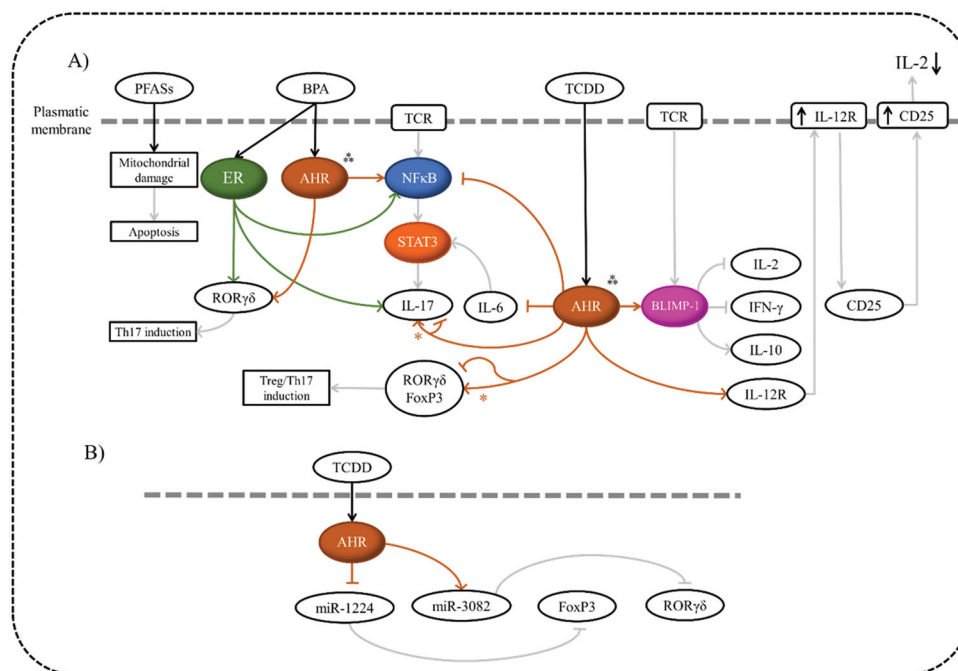 A)
IL-2
PFASs
BPA
TCDD
Plasmatic
membrane
TCR
TCR
IL-12R
CD25
Mitochondrial
damage
ER
AHR
***
NFκB
Apoptosis
STAT3
IL-2
***
RORγδ
IL-17
IL-6
AHR
BLIMP-1
IFN-γ
CD25
Th17 induction
*
IL-10
Treg/Th17
induction
RORγδ
FoxP3
*
IL-12R
B)
TCDD
AHR
miR-1224
miR-3082
FoxP3
RORγδ